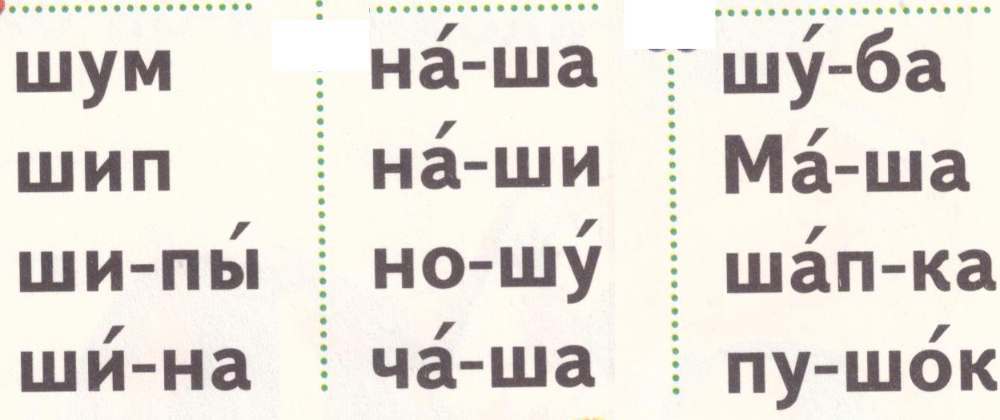 шум
шип
ши-пы́
ши́-на
на́-ша
на́-ши
но-шу́
ча́-ша
шу́-ба
Ма́-ша
ша́п-ка
пу-шо́к